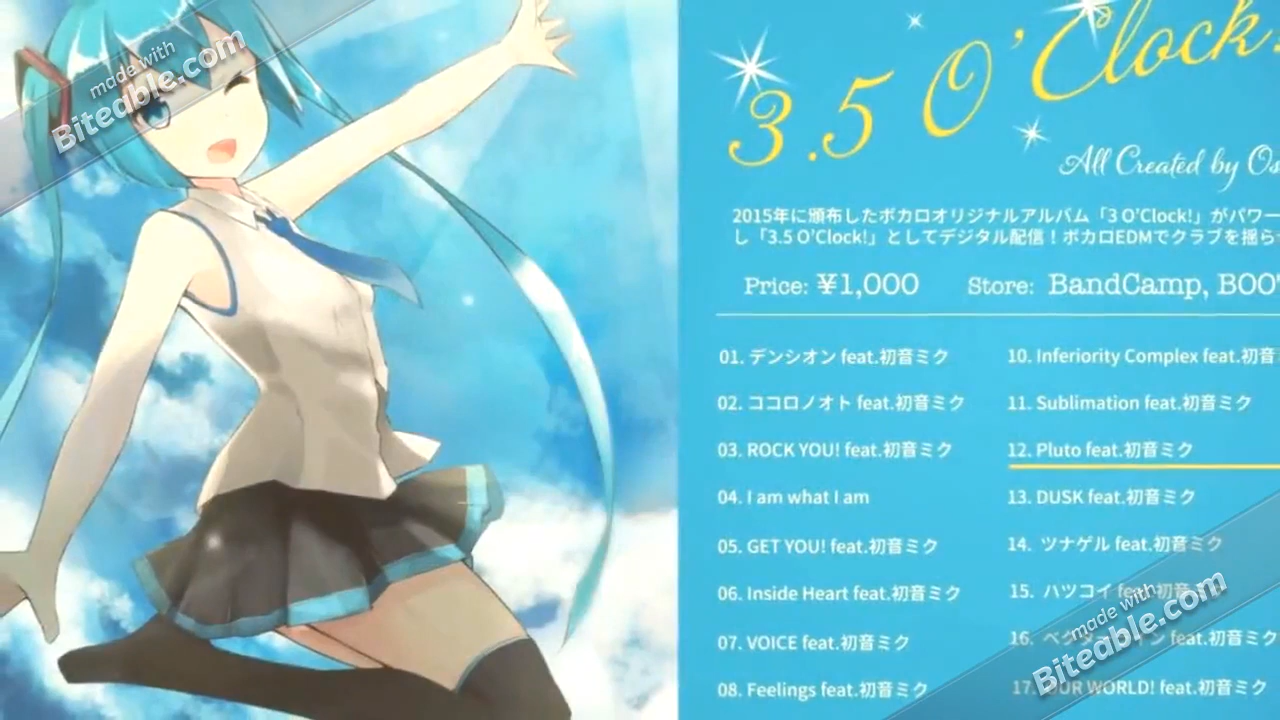 made with
Biteable.com
3.5 O'Clock!
All Created by
2015年に頒布したボカロオリジナルアルバム「3 O'Clock!」がパワー
し「3.5 O'Clock!」としてデジタル配信!ボカロEDMでクラブを揺ら
Price: ¥1,000 Store: BandCamp,
01. デンシオン feat.初音ミク
02. ココロノオト feat.初音ミク
03. ROCK YOU! feat.初音ミク
04. I am what I am
05. GET YOU! feat.初音ミク
06. Inside Heart feat.初音ミク
07. VOICE feat.初音ミク
08. Feelings feat.初音ミク
10. Inferiority Complex feat.初音
11. Sublimation feat.初音ミク
12. Pluto feat.初音ミク
13. DUSK feat.初音ミク
14. ツナゲル feat.初音ミク
15. ハツコイ feat.初音ミク
16. feat.初音ミク
17. OUR WORLD! feat.初音ミク
made with
Biteable.com